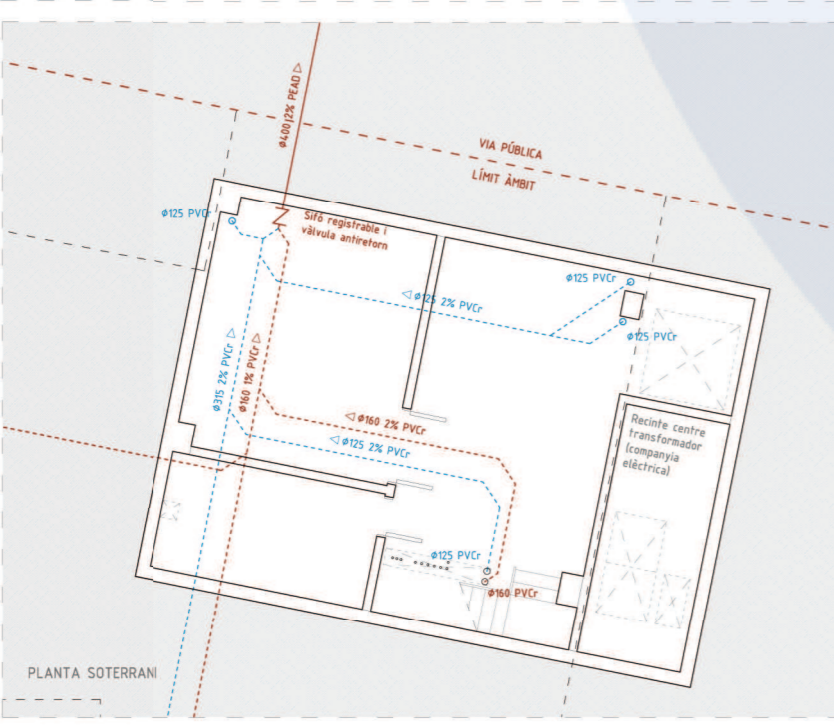 ø400|2% PEAD
VIA PÚBLICA
LÍMIT ÀMBIT
ø125 PVCr
Sifó registrable i
vàlvula antiretorn
ø125 PVCr
ø125 2% PVCr
ø125 PVCr
ø315 2% PVCr
ø160 1% PVCr
ø160 2% PVCr
ø125 2% PVCr
Recinte centre
transformador
(companyia
elèctrica)
ø125 PVCr
ø160 PVCr
PLANTA SOTERRANI